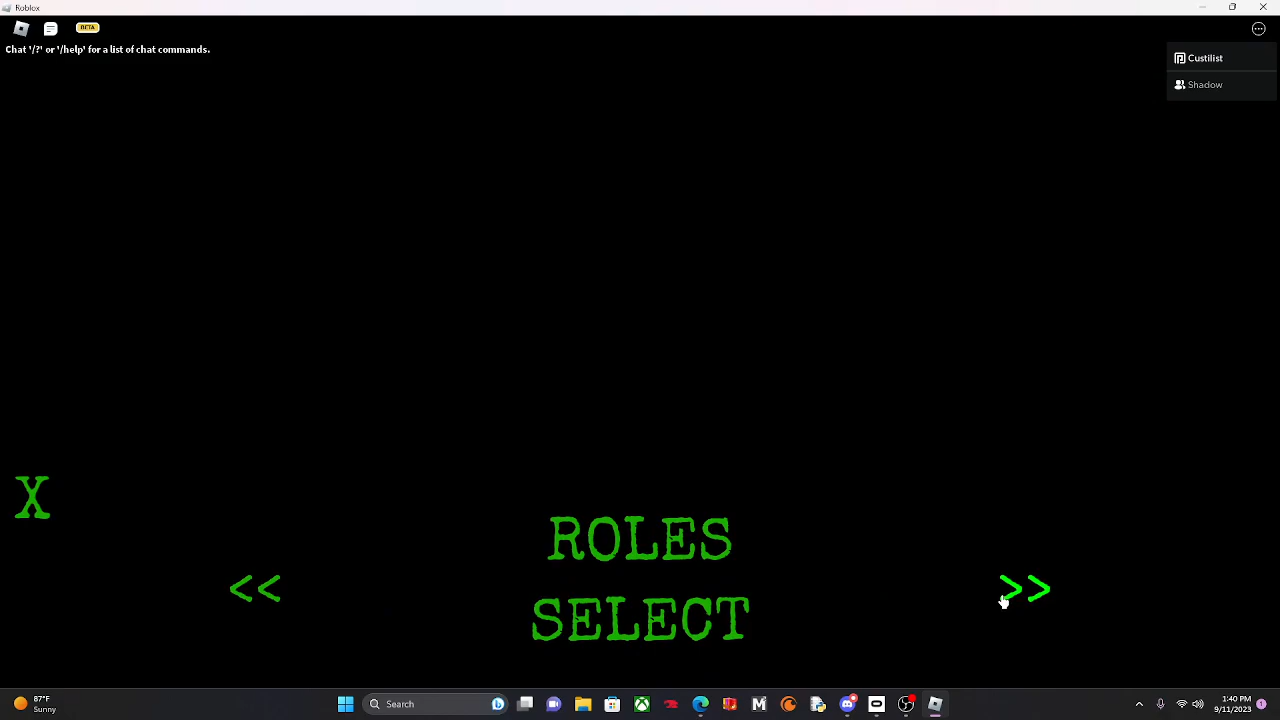 Roblox
BETA
Chat '/?' or '/help' for a list of chat commands.
Custilist
Shadow
X
ROLES
<< >>
SELECT
87°F
Sunny
Search
1:40 PM
9/11/2023